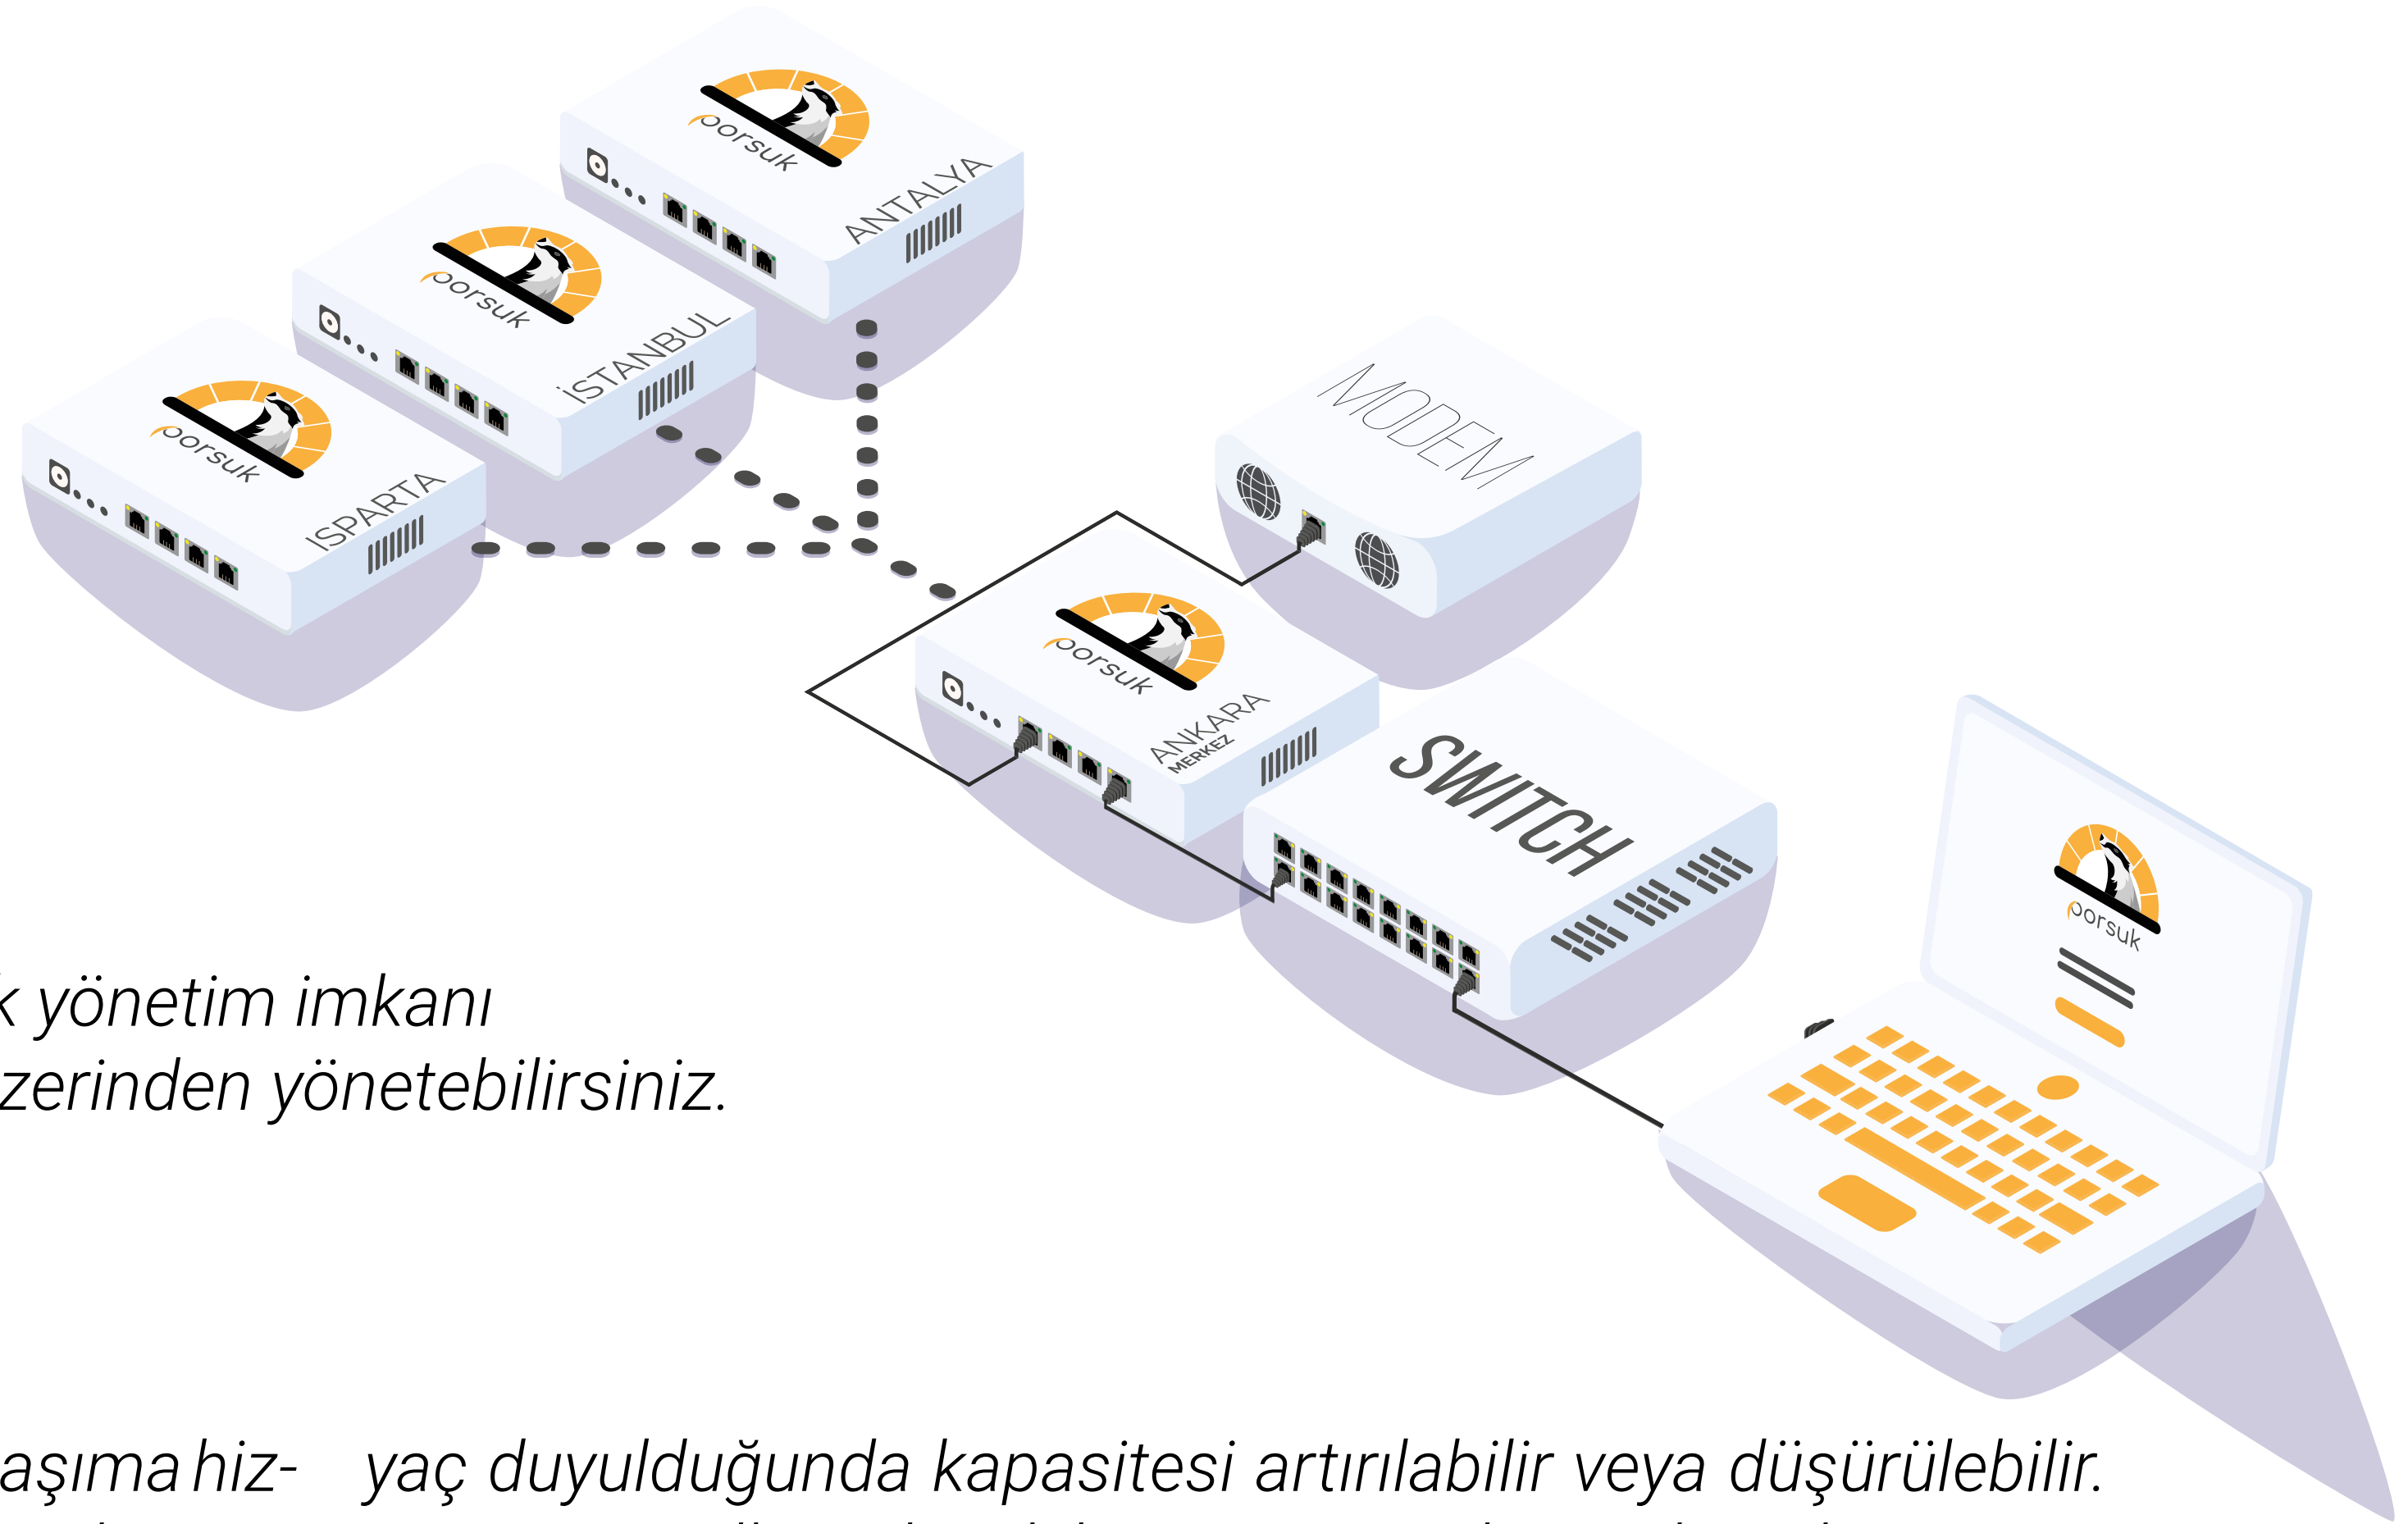 porsuk
ANTALYA
porsuk
iSTANBUL
porsuk
iSPARTA
MODEM
porsuk
ANKARA
MERKEZ
SWITCH
porsuk
yönetim imkanı
zerinden yönetebilirsiniz.
aşıma hiz-
yaç duyulduğunda kapasitesi artırılabilir veya düşürülebilir.